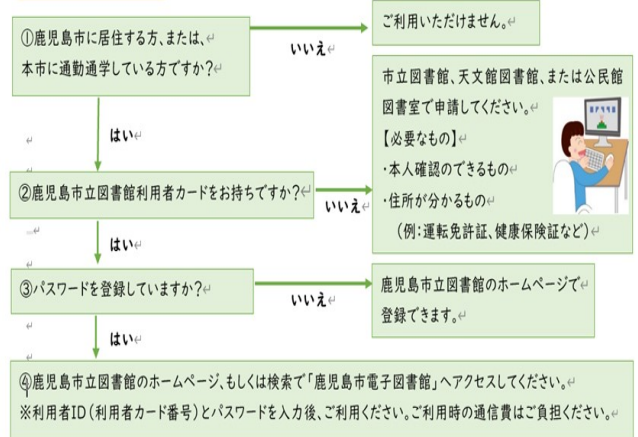 ①鹿児島市に居住する方、または、
本市に通勤通学している方ですか？
いいえ
ご利用いただけません。
はい
②鹿児島市立図書館利用者カードをお持ちですか？
いいえ
市立図書館、天文館図書館、または公民館
図書室で申請してください。
【必要なもの】
・本人確認のできるもの
・住所が分かるもの
（例：運転免許証、健康保険証など）
はい
③パスワードを登録していますか？
いいえ
鹿児島市立図書館のホームページで
登録できます。
はい
④鹿児島市立図書館のホームページ、もしくは検索で「鹿児島市電子図書館」へアクセスしてください。
※利用者ID（利用者カード番号）とパスワードを入力後、ご利用ください。ご利用時の通信費はご負担ください。